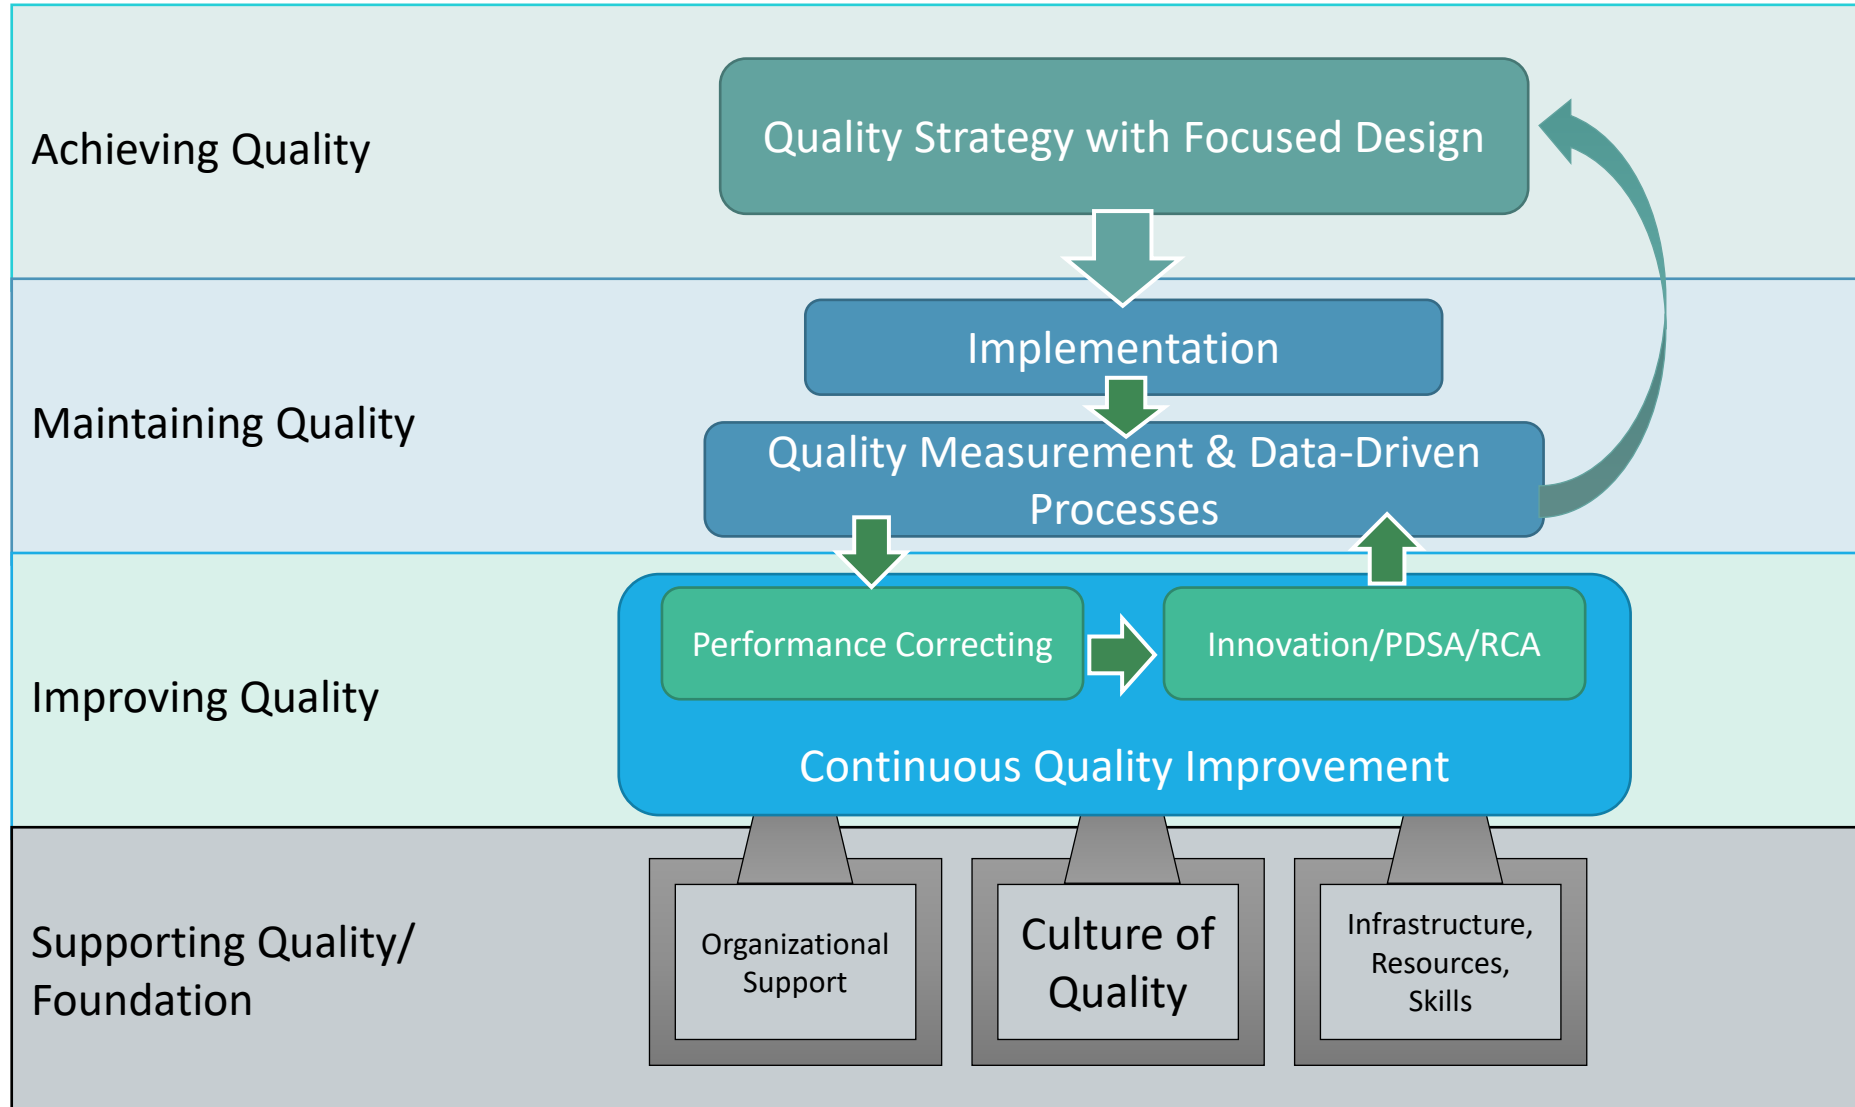 Achieving Quality
Quality Strategy with Focused Design
Maintaining Quality
Implementation
Quality Measurement & Data-Driven
Processes
Improving Quality
Performance Correcting
Innovation/PDSA/RCA
Continuous Quality Improvement
Supporting Quality/
Foundation
Organizational
Support
Culture of
Quality
Infrastructure,
Resources,
Skills